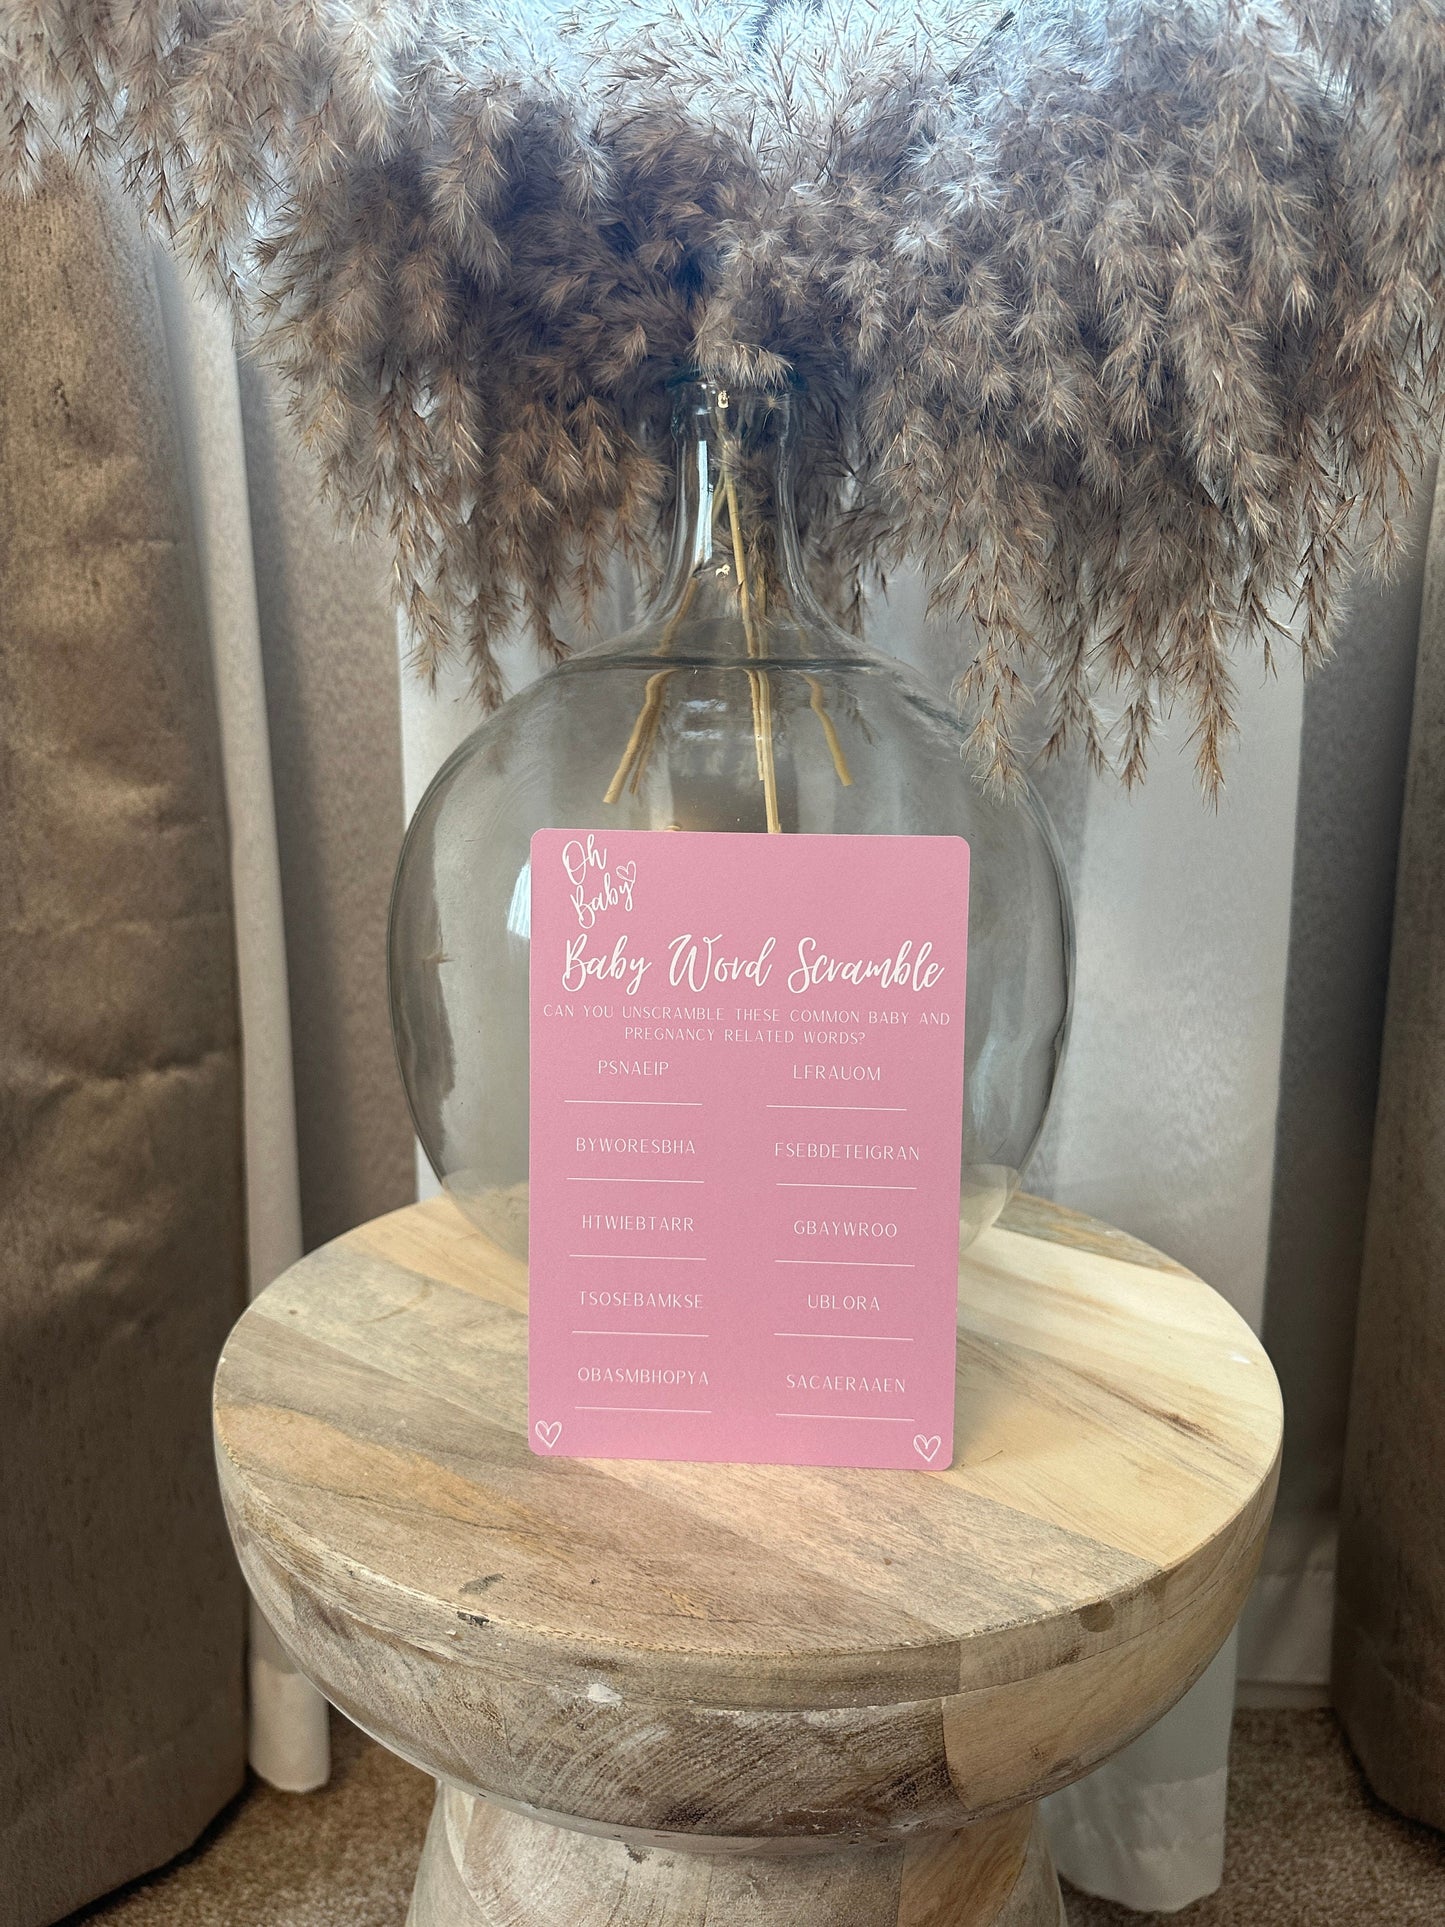 Oh
Baby
Baby Word Scramble
CAN YOU UNSCRAMBLE THESE COMMON BABY AND
PREGNANCY RELATED WORDS?
PSNAEIP
LFRAUOM
BYWORESBHA
FSEBDETEIGRAN
HTWIEBTARR
GBAYWROO
TSOSEBAMKSE
UBLORA
OBASMBHOPYA
SACAERAAEN